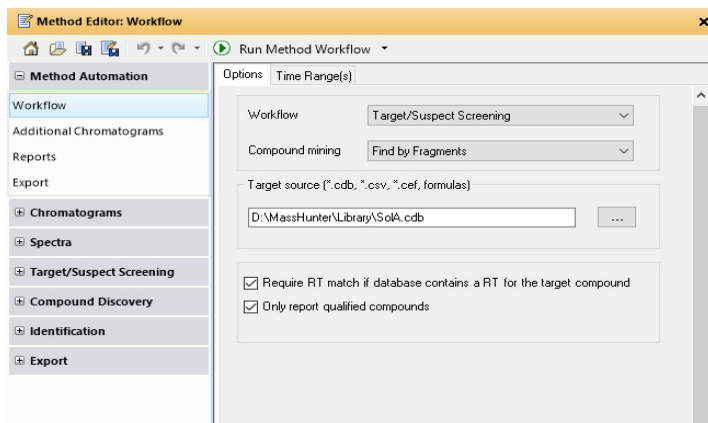 Method Editor: Workflow
Run Method Workflow
Method Automation
Workflow
Additional Chromatograms
Reports
Export
Chromatograms
Spectra
Target/Suspect Screening
Compound Discovery
Identification
Export
Options
Time Range(s)
Workflow
Target/Suspect Screening
Compound mining
Find by Fragments
Target source (*.cdb, *.csv, *.cef, formulas)
D:\MassHunter\Library\SolA.cdb
...
Require RT match if database contains a RT for the target compound
Only report qualified compounds